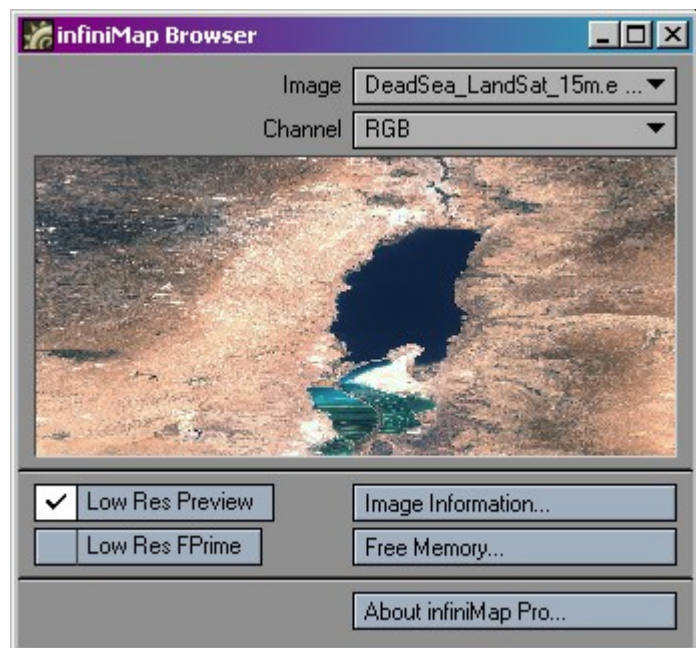 infiniMap Browser
Image DeadSea_LandSat_15m.e ...
Channel RGB
Low Res Preview Image Information...
Low Res FPrime Free Memory...
About infiniMap Pro...